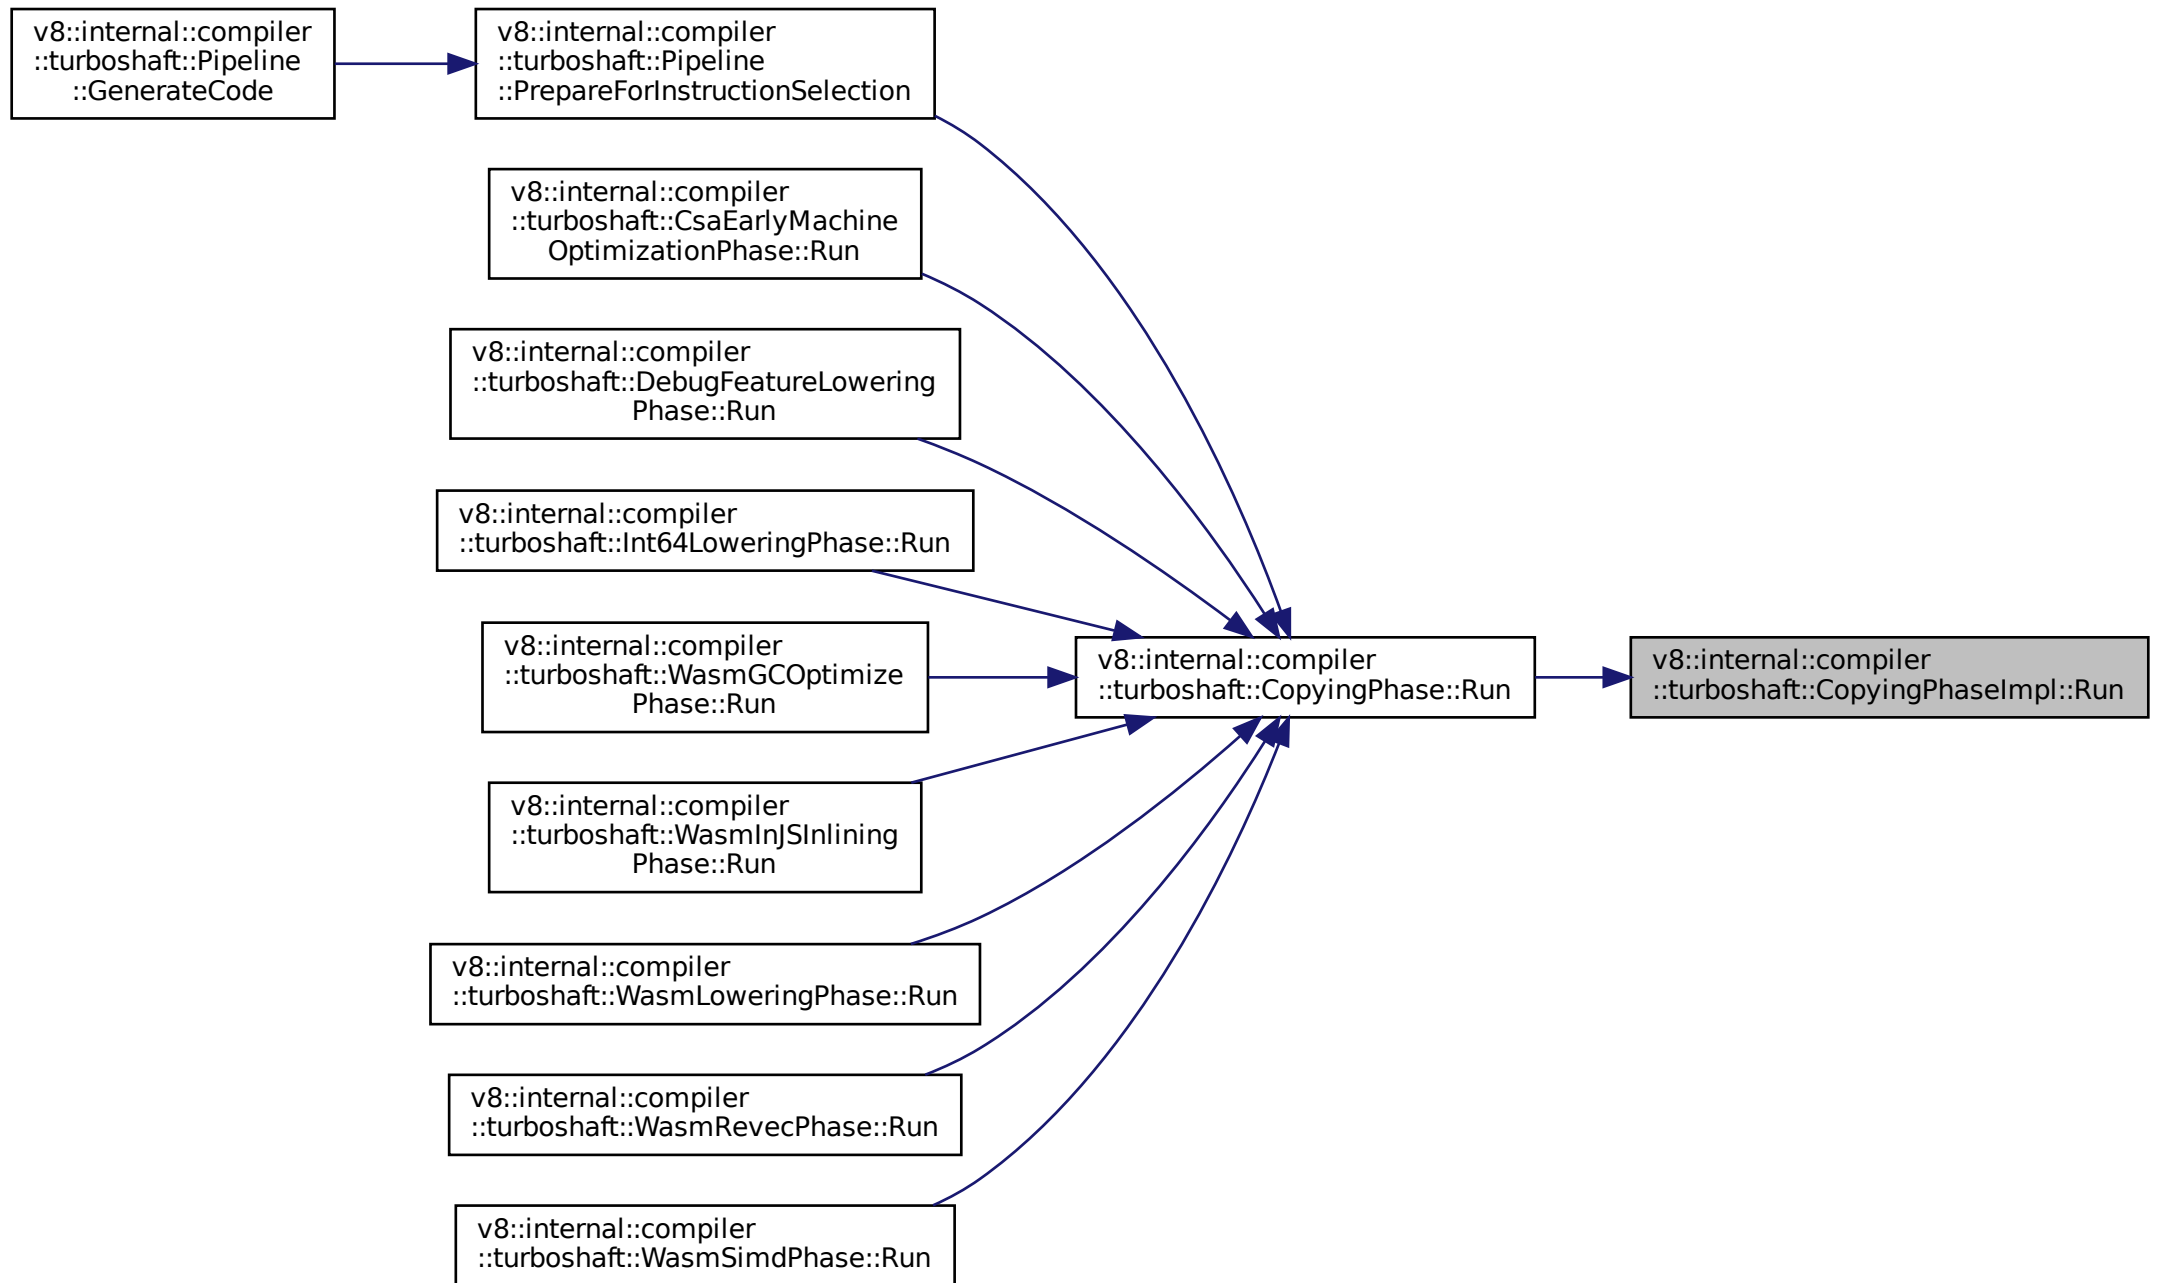 v8::internal::compiler
::turboshaft::Pipeline
::GenerateCode
v8::internal::compiler
::turboshaft::Pipeline
::PrepareForInstructionSelection
v8::internal::compiler
::turboshaft::CsaEarlyMachine
OptimizationPhase::Run
v8::internal::compiler
::turboshaft::DebugFeatureLowering
Phase::Run
v8::internal::compiler
::turboshaft::Int64LoweringPhase::Run
v8::internal::compiler
::turboshaft::WasmGCOptimize
Phase::Run
v8::internal::compiler
::turboshaft::CopyingPhase::Run
v8::internal::compiler
::turboshaft::CopyingPhaseImpl::Run
v8::internal::compiler
::turboshaft::WasmInJSInlining
Phase::Run
v8::internal::compiler
::turboshaft::WasmLoweringPhase::Run
v8::internal::compiler
::turboshaft::WasmRevecPhase::Run
v8::internal::compiler
::turboshaft::WasmSimdPhase::Run